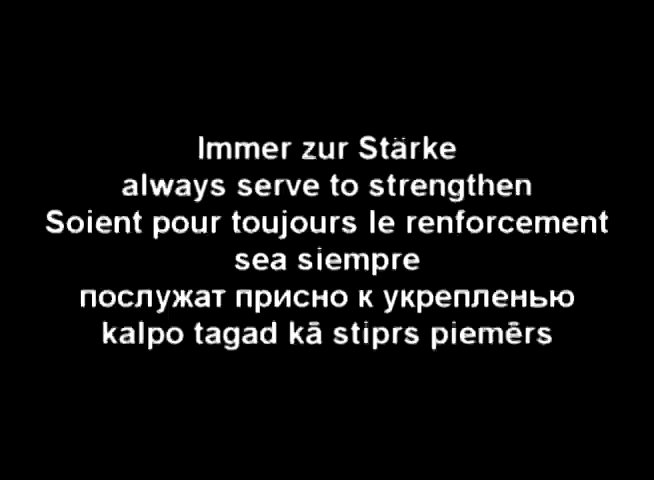 Immer zur Stärke
always serve to strengthen
Soient pour toujours le renforcement
sea siempre
послужат присно к укрепленью
kalpo tagad kā stiprs piemērs